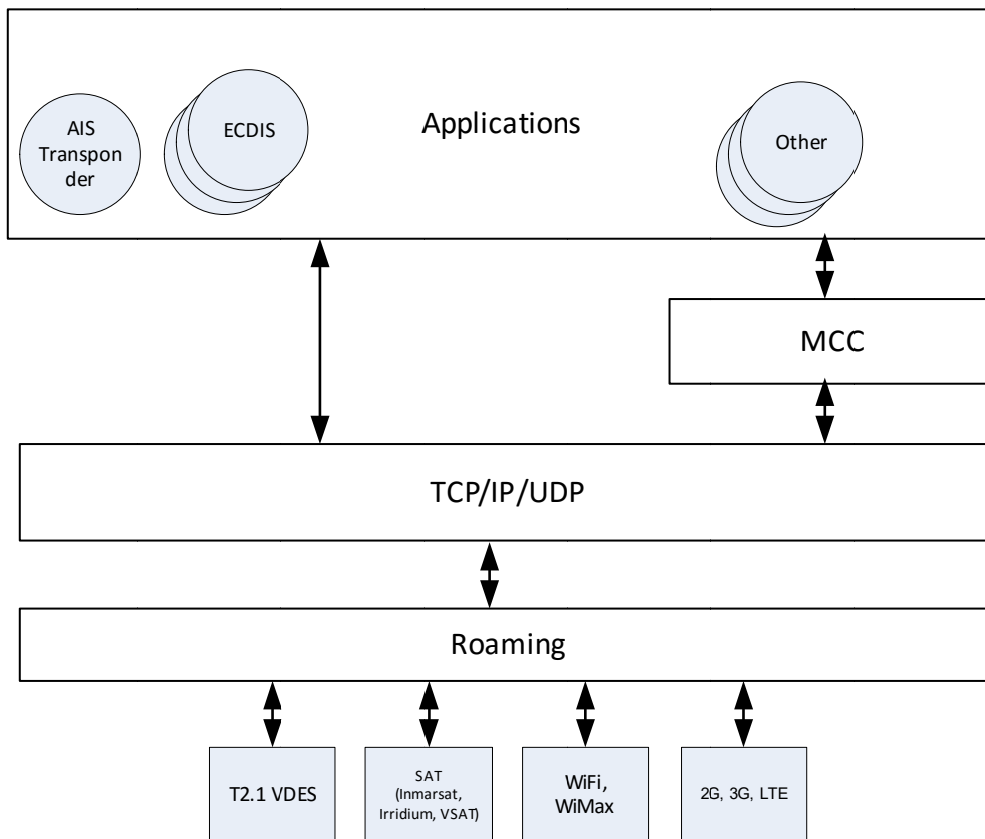 AIS
Transpon
der
ECDIS
Applications
Other
MCC
TCP/IP/UDP
Roaming
T2.1 VDES
SAT
(Inmarsat,
Irridium, VSAT)
WiFi,
WiMax
2G, 3G, LTE